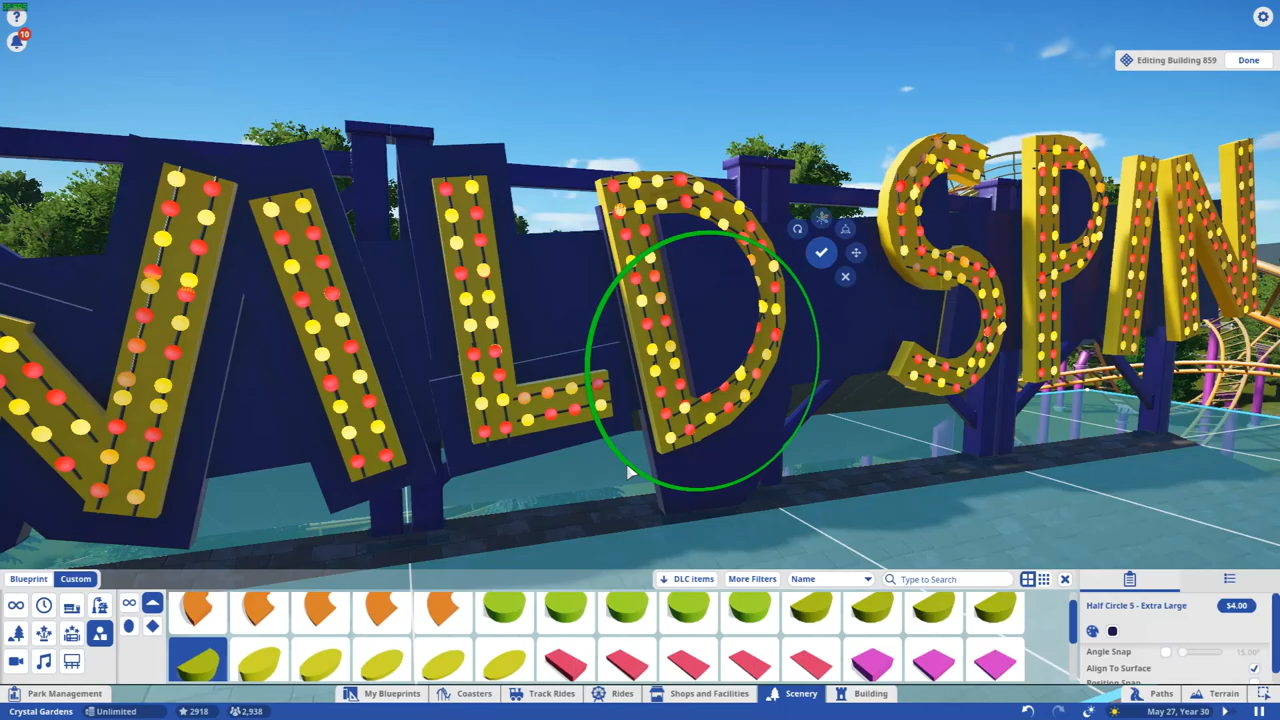 ?
10
Editing Building 859 Done
WILD SPIN
Blueprint Custom
DLC items More Filters Name Type to Search
Half Circle 5 - Extra Large $4.00
Angle Snap 15.00°
Align To Surface
Park Management My Blueprints Coasters Track Rides Rides Shops and Facilities Scenery Building Paths Terrain
Crystal Gardens Unlimited 2918 2,938 May 27, Year 30